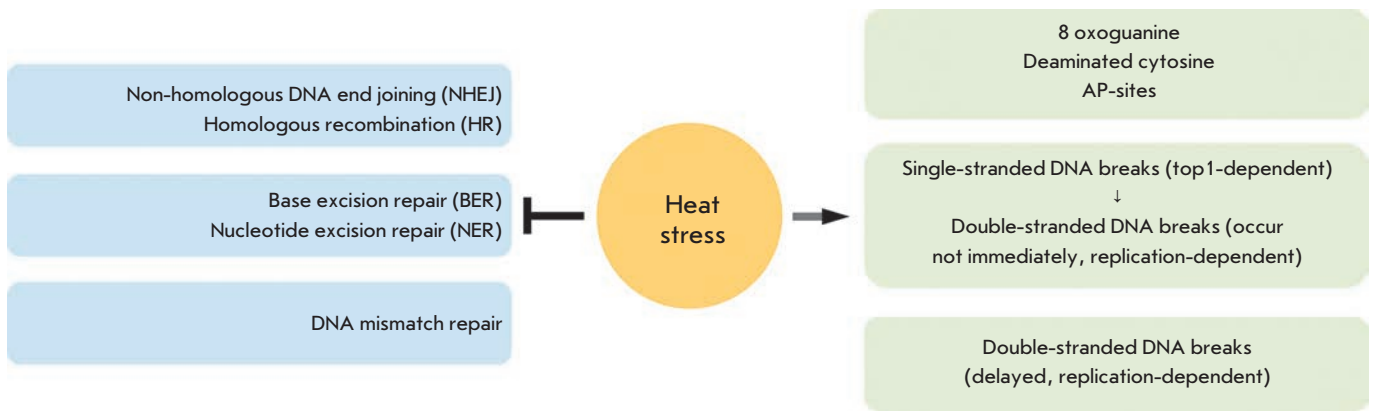 Non-homologous DNA end joining (NHEJ)
Homologous recombination (HR)
Base excision repair (BER)
Nucleotide excision repair (NER)
DNA mismatch repair
Heat
stress
8 oxoguanine
Deaminated cytosine
AP-sites
Single-stranded DNA breaks (top1-dependent)
↓
Double-stranded DNA breaks (occur
not immediately, replication-dependent)
Double-stranded DNA breaks
(delayed, replication-dependent)